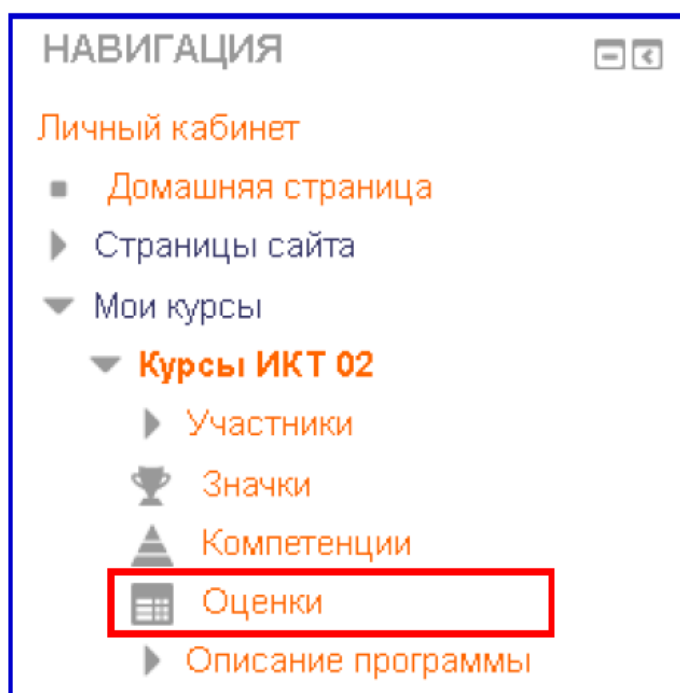 НАВИГАЦИЯ
Личный кабинет
Домашняя страница
Страницы сайта
Мои курсы
Курсы ИКТ 02
Участники
Значки
Компетенции
Оценки
Описание программы